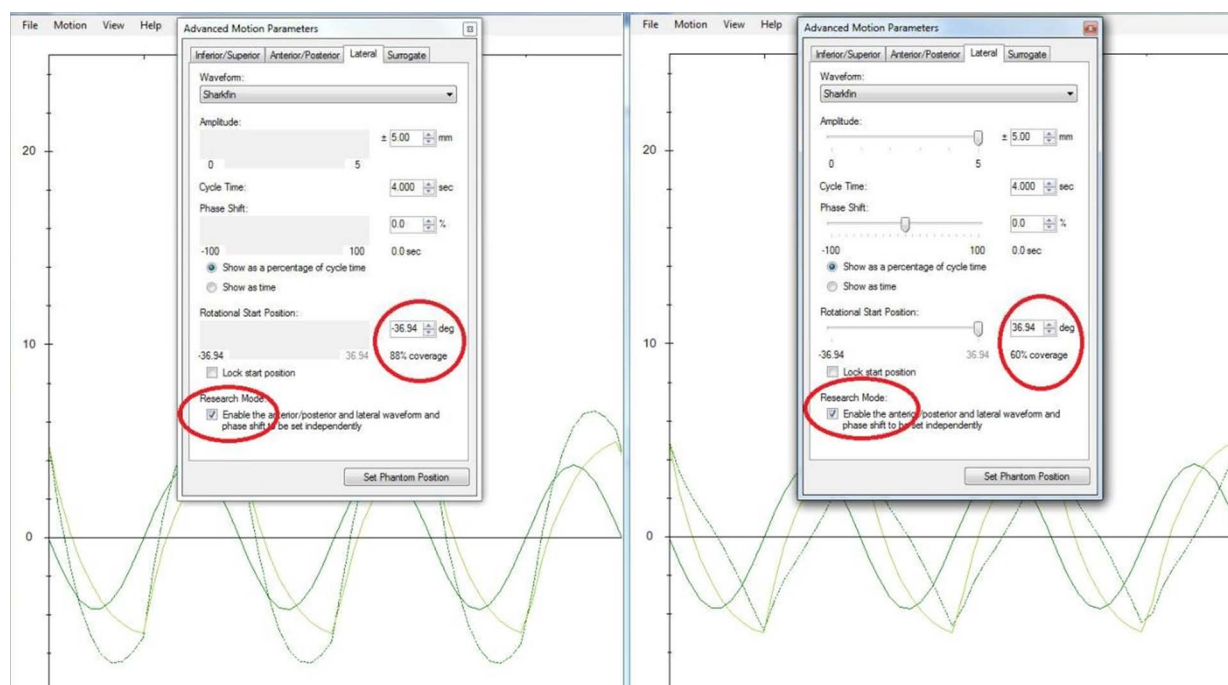 File Motion View Help
Advanced Motion Parameters
Inferior/Superior Anterior/Posterior Lateral Surrogate
Waveform:
Sharkfin
Amplitude:
± 5.00 mm
0 5
Cycle Time: 4.000 sec
Phase Shift:
0.0 %
-100 100 0.0 sec
Show as a percentage of cycle time
Show as time
Rotational Start Position:
-36.94 deg
-36.94 36.94 88% coverage
Lock start position
Research Mode:
Enable the anterior/posterior and lateral waveform and
phase shift to be set independently
Set Phantom Position
20
10
0
File Motion View Help
Advanced Motion Parameters
Inferior/Superior Anterior/Posterior Lateral Surrogate
Waveform:
Sharkfin
Amplitude:
± 5.00 mm
0 5
Cycle Time: 4.000 sec
Phase Shift:
0.0 %
-100 100 0.0 sec
Show as a percentage of cycle time
Show as time
Rotational Start Position:
36.94 deg
-36.94 36.94 60% coverage
Lock start position
Research Mode:
Enable the anterior/posterior and lateral waveform and
phase shift to be set independently
Set Phantom Position
20
10
0